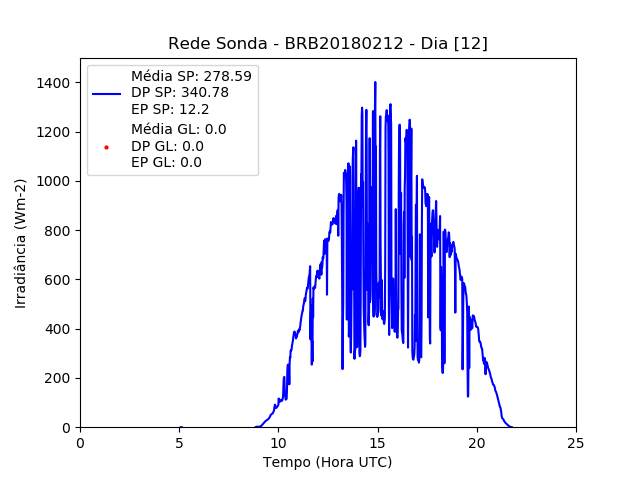 Rede Sonda - BRB20180212 - Dia [12]
Média SP: 278.59
DP SP: 340.78
EP SP: 12.2
Média GL: 0.0
DP GL: 0.0
EP GL: 0.0
Irradiância (Wm-2)
1400
1200
1000
800
600
400
200
0
0 5 10 15 20 25
Tempo (Hora UTC)